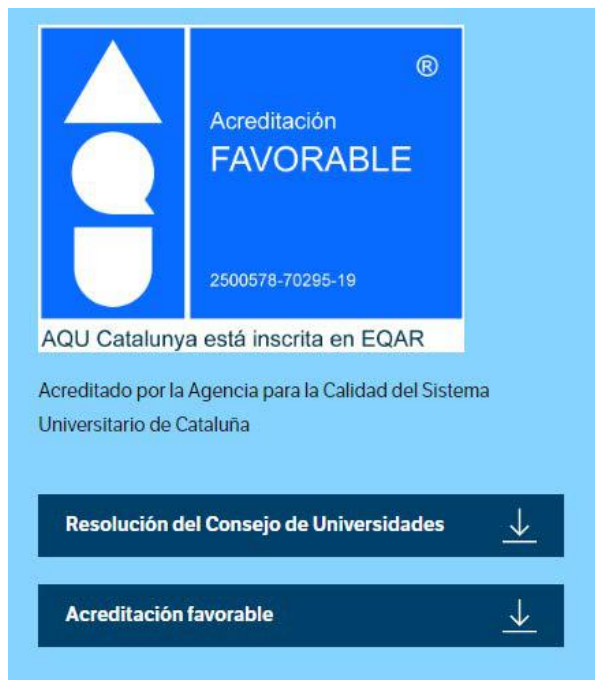 ®
Acreditación
FAVORABLE
2500578-70295-19
AQU Catalunya está inscrita en EQAR
Acreditado por la Agencia para la Calidad del Sistema
Universitario de Cataluña
Resolución del Consejo de Universidades
Acreditación favorable